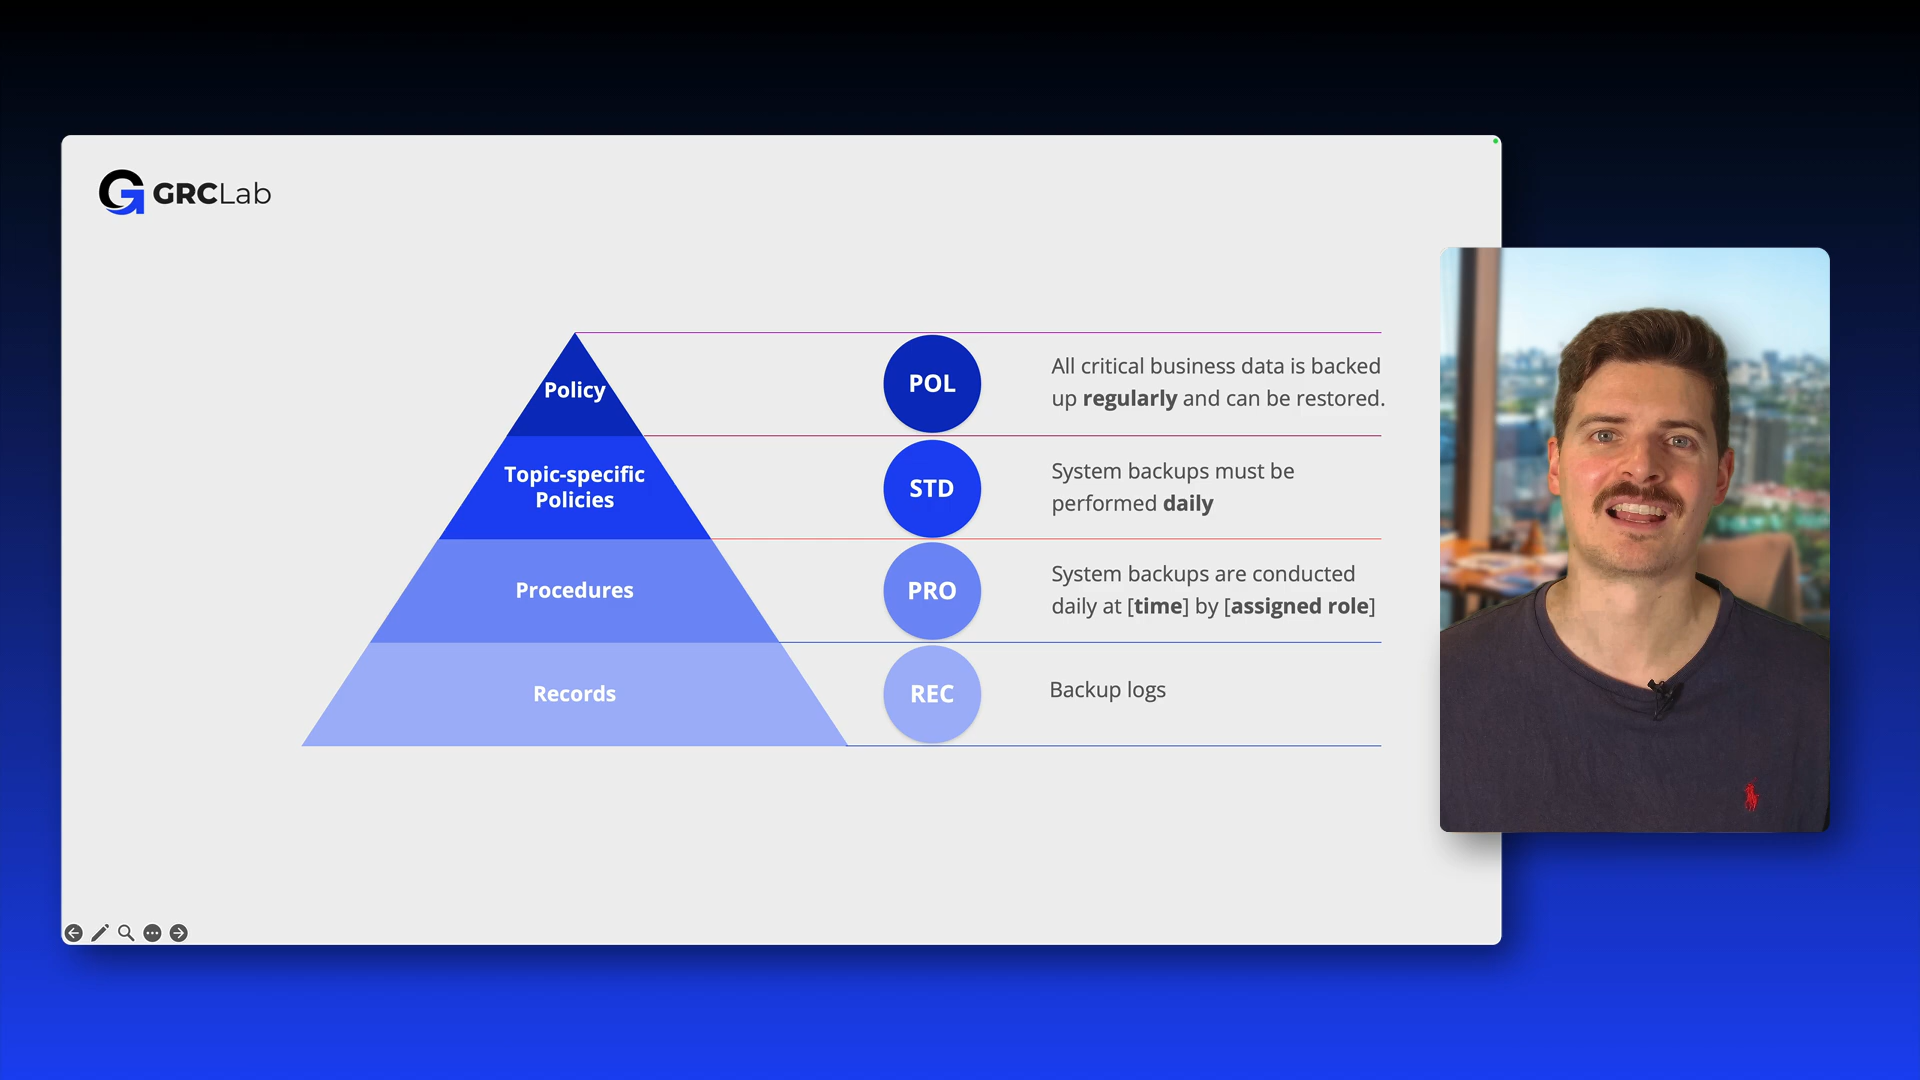 GRCLab
Policy
POL
All critical business data is backed
up regularly and can be restored.
Topic-specific
Policies
STD
System backups must be
performed daily
Procedures
PRO
System backups are conducted
daily at [time] by [assigned role]
Records
REC
Backup logs